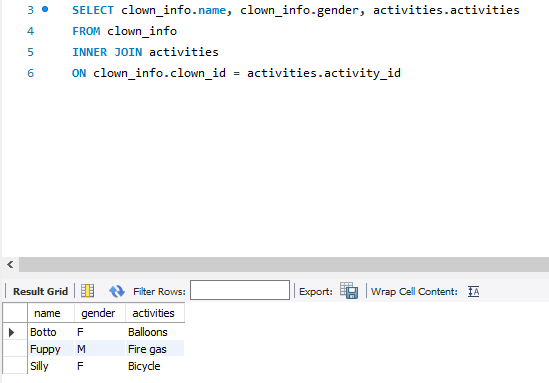 3 SELECT clown_info.name, clown_info.gender, activities.activities
4 FROM clown_info
5 INNER JOIN activities
6 ON clown_info.clown_id = activities.activity_id
Result Grid Filter Rows: Export: Wrap Cell Content:
name gender activities
Botto F Balloons
Fuppy M Fire gas
Silly F Bicycle